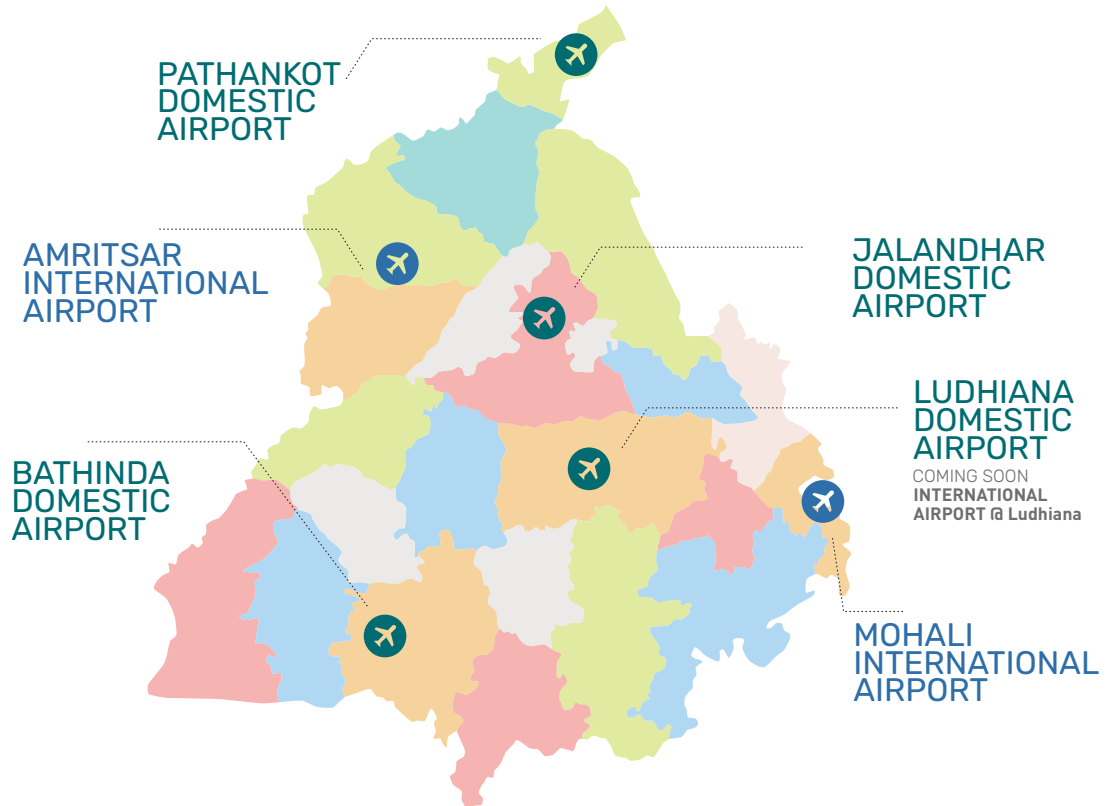 PATHANKOT
DOMESTIC
AIRPORT
AMRITSAR
INTERNATIONAL
AIRPORT
JALANDHAR
DOMESTIC
AIRPORT
LUDHIANA
DOMESTIC
AIRPORT
COMING SOON
INTERNATIONAL
AIRPORT @ Ludhiana
BATHINDA
DOMESTIC
AIRPORT
MOHALI
INTERNATIONAL
AIRPORT